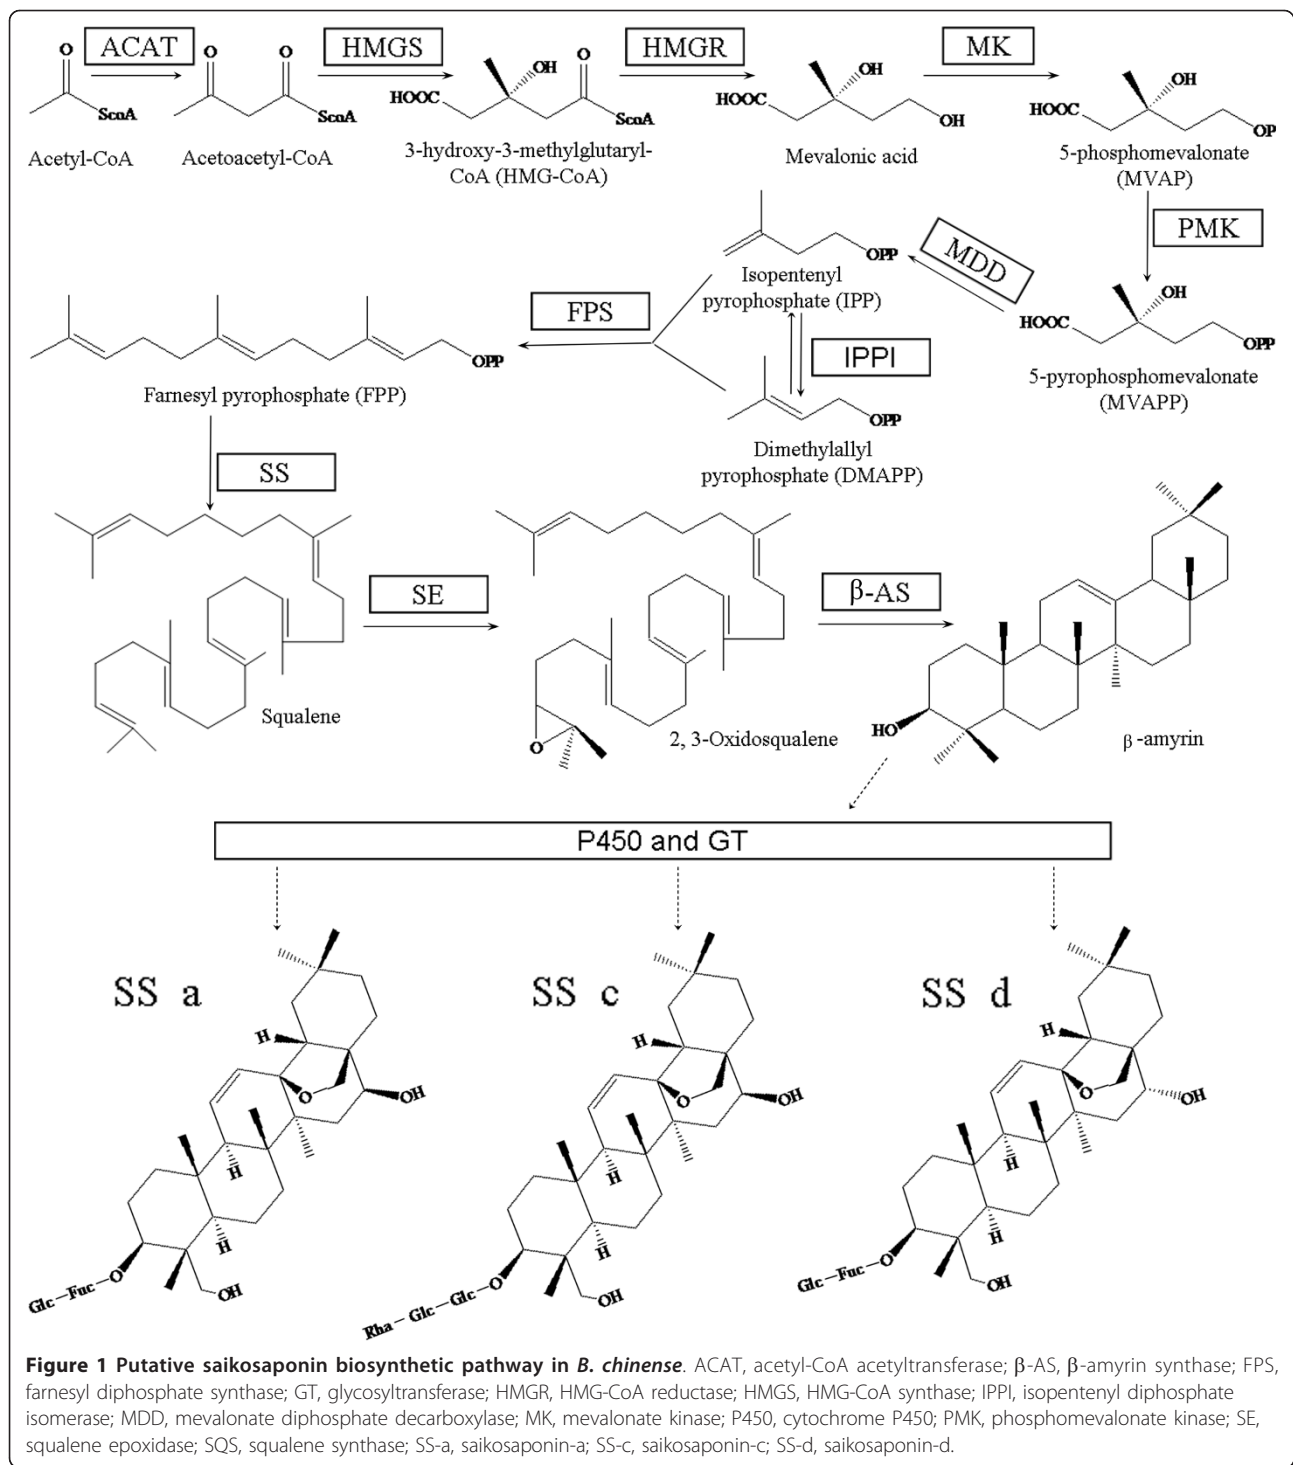 ACAT
HMGS
HMGR
MK
O
ScoA
Acetyl-CoA
O O
ScoA
Acetoacetyl-CoA
HOOC
OH
O
ScoA
3-hydroxy-3-methylglutaryl-
CoA (HMG-CoA)
HOOC
OH
OH
Mevalonic acid
HOOC
OH
OP
5-phosphomevalonate
(MVAP)
PMK
HOOC
OH
OPP
5-pyrophosphomevalonate
(MVAPP)
MDD
OPP
Isopentenyl
pyrophosphate (IPP)
IPPI
OPP
Dimethylallyl
pyrophosphate (DMAPP)
FPS
OPP
Farnesyl pyrophosphate (FPP)
SS
Squalene
SE
O
2, 3-Oxidosqualene
β-AS
HO
β-amyrin
P450 and GT
SS a
H
O
OH
H
H
O
OH
Glc-Fuc
SS c
H
O
OH
H
H
O
OH
Rha-Glc-Glc
SS d
H
O
OH
H
H
O
OH
Glc-Fuc
Figure 1 Putative saikosaponin biosynthetic pathway in B. chinense. ACAT, acetyl-CoA acetyltransferase; β-AS, β-amyrin synthase; FPS,
farnesyl diphosphate synthase; GT, glycosyltransferase; HMGR, HMG-CoA reductase; HMGS, HMG-CoA synthase; IPPI, isopentenyl diphosphate
isomerase; MDD, mevalonate diphosphate decarboxylase; MK, mevalonate kinase; P450, cytochrome P450; PMK, phosphomevalonate kinase; SE,
squalene epoxidase; SQS, squalene synthase; SS-a, saikosaponin-a; SS-c, saikosaponin-c; SS-d, saikosaponin-d.